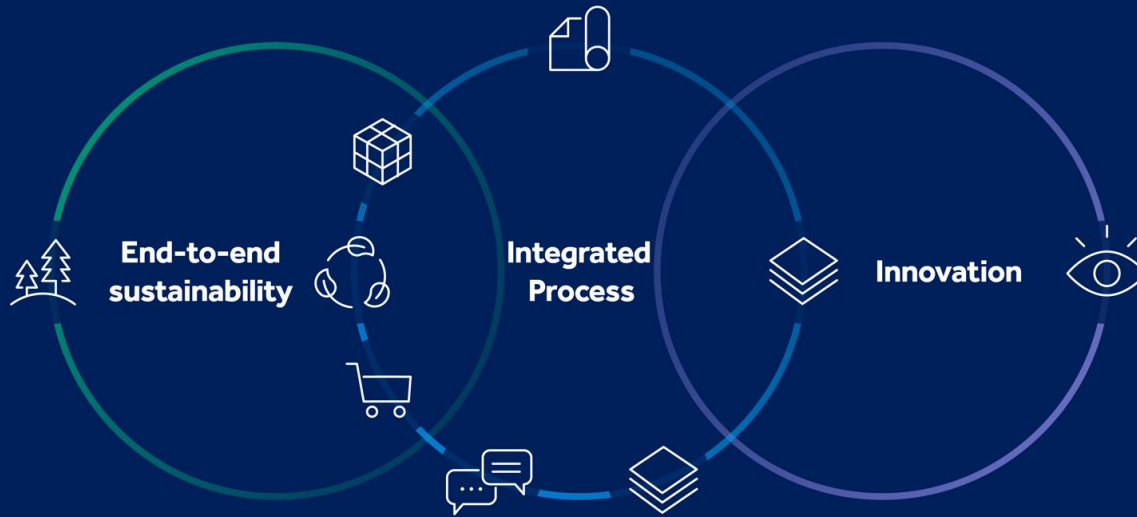 End-to-end
sustainability
Integrated
Process
Innovation